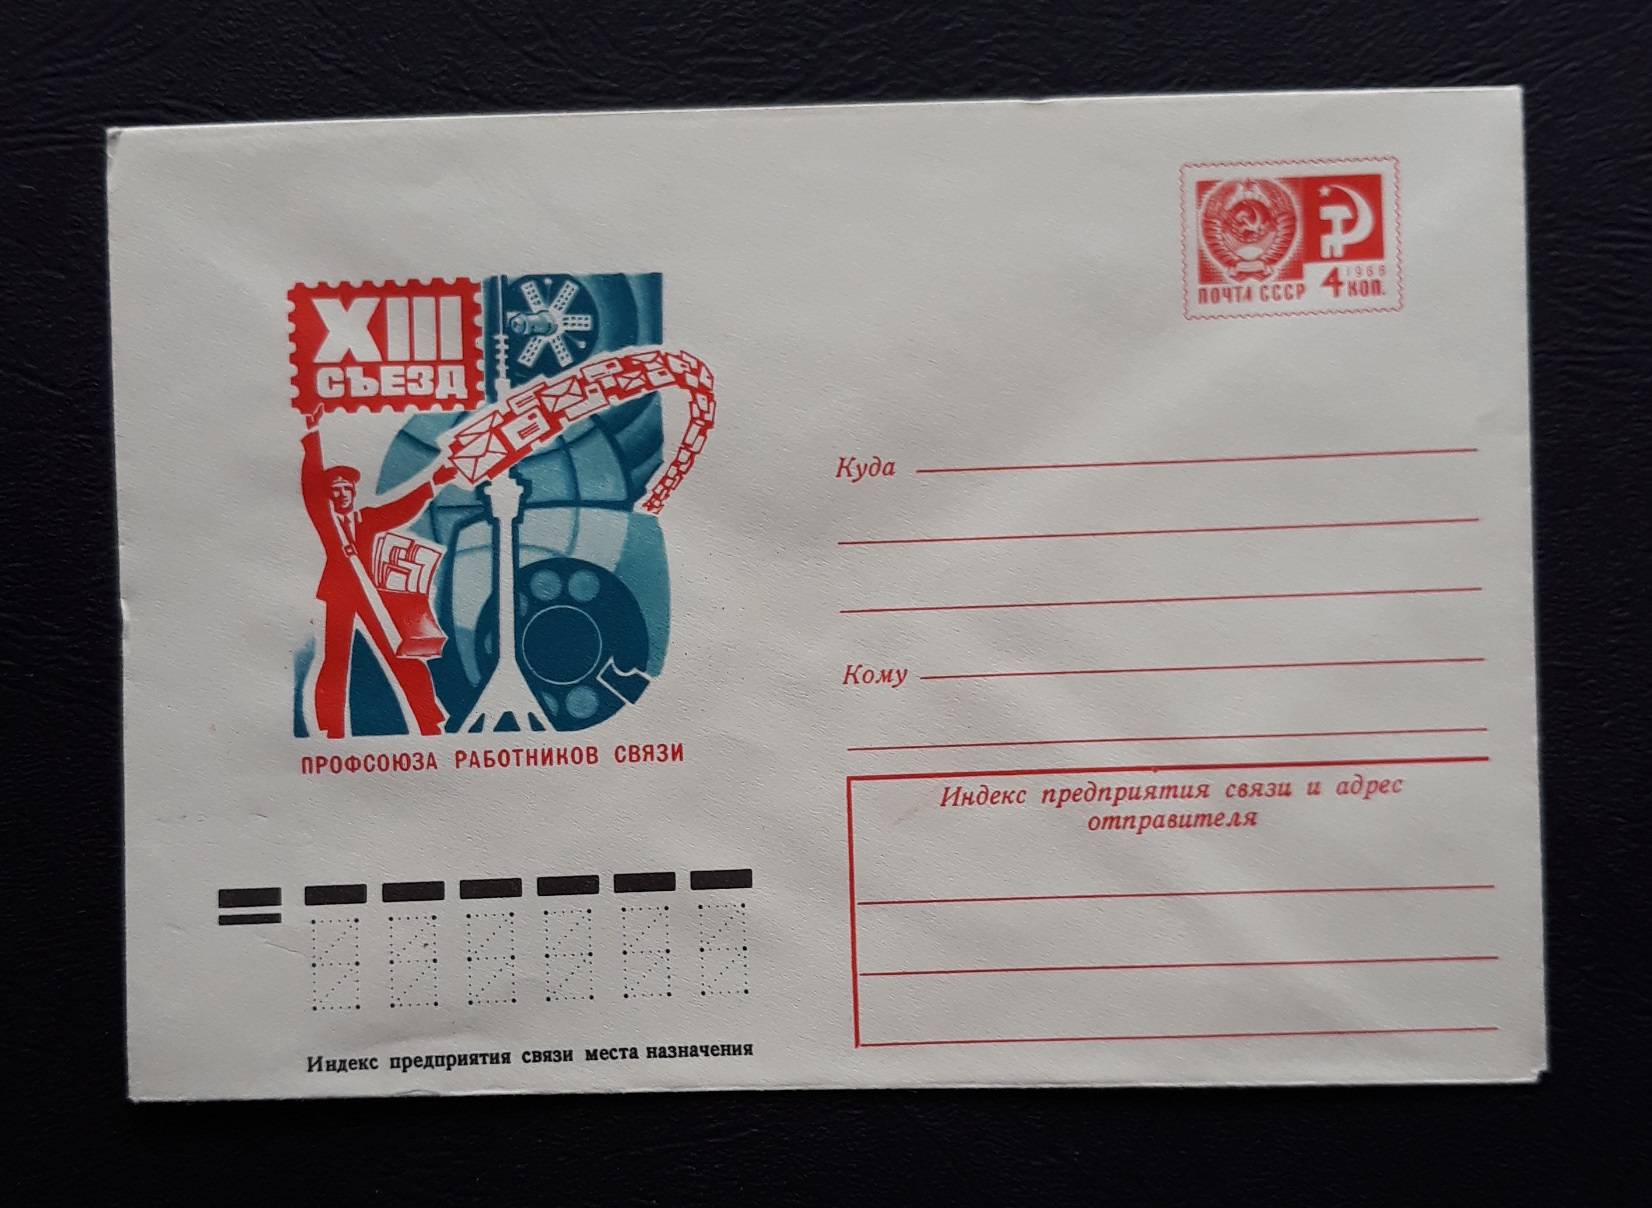 ПОЧТА СССР
4 1966
КОП.
XIII
СЪЕЗД
ПРОФСОЮЗА РАБОТНИКОВ СВЯЗИ
Куда
Кому
Индекс предприятия связи и адрес
отправителя
Индекс предприятия связи места назначения